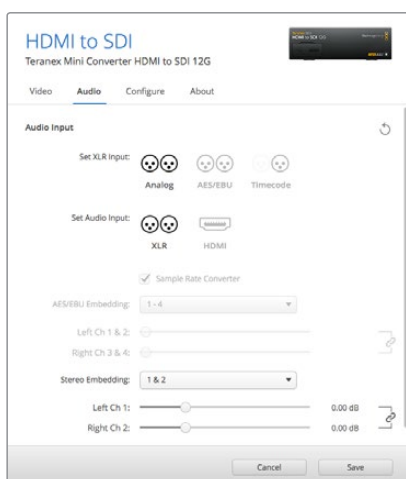 HDMI to SDI
Teranex Mini Converter HDMI to SDI 12G
Video Audio Configure About
Audio Input
Set XLR Input:
Analog AES/EBU Timecode
Set Audio Input:
XLR HDMI
Sample Rate Converter
AES/EBU Embedding: 1 - 4
Left Ch 1 & 2:
Right Ch 3 & 4:
Stereo Embedding: 1 & 2
Left Ch 1: 0.00 dB
Right Ch 2: 0.00 dB
Cancel Save